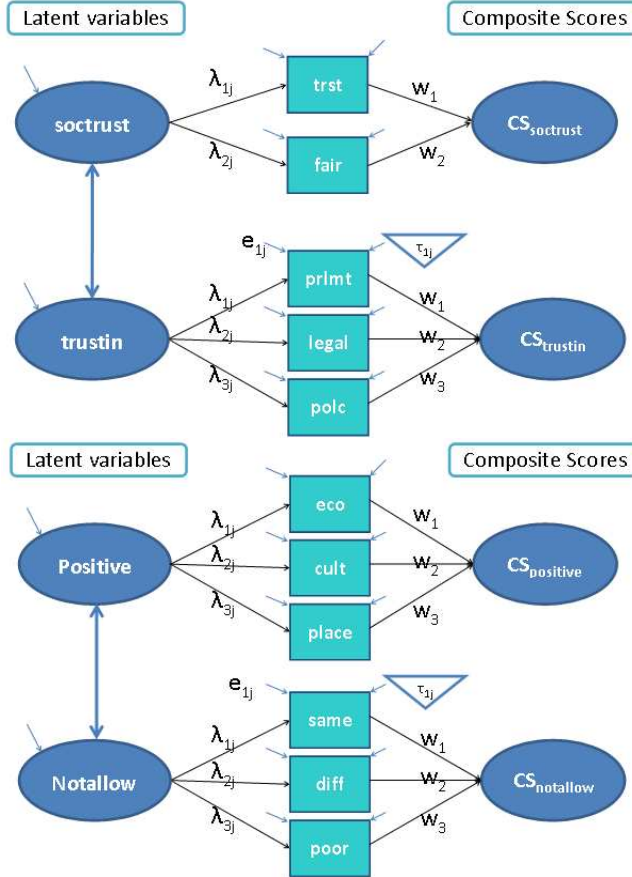 Latent variables Composite Scores
λ1j trst w1
soctrust CSsoctrust
λ2j fair w2
e1j τ1j
λ1j prlmt w1
trustin λ2j legal w2 CStrustin
λ3j polc w3
Latent variables Composite Scores
λ1j eco w1
Positive λ2j cult w2 CSpositive
λ3j place w3
e1j τ1j
λ1j same w1
Notallow λ2j diff w2 CSnotallow
λ3j poor w3